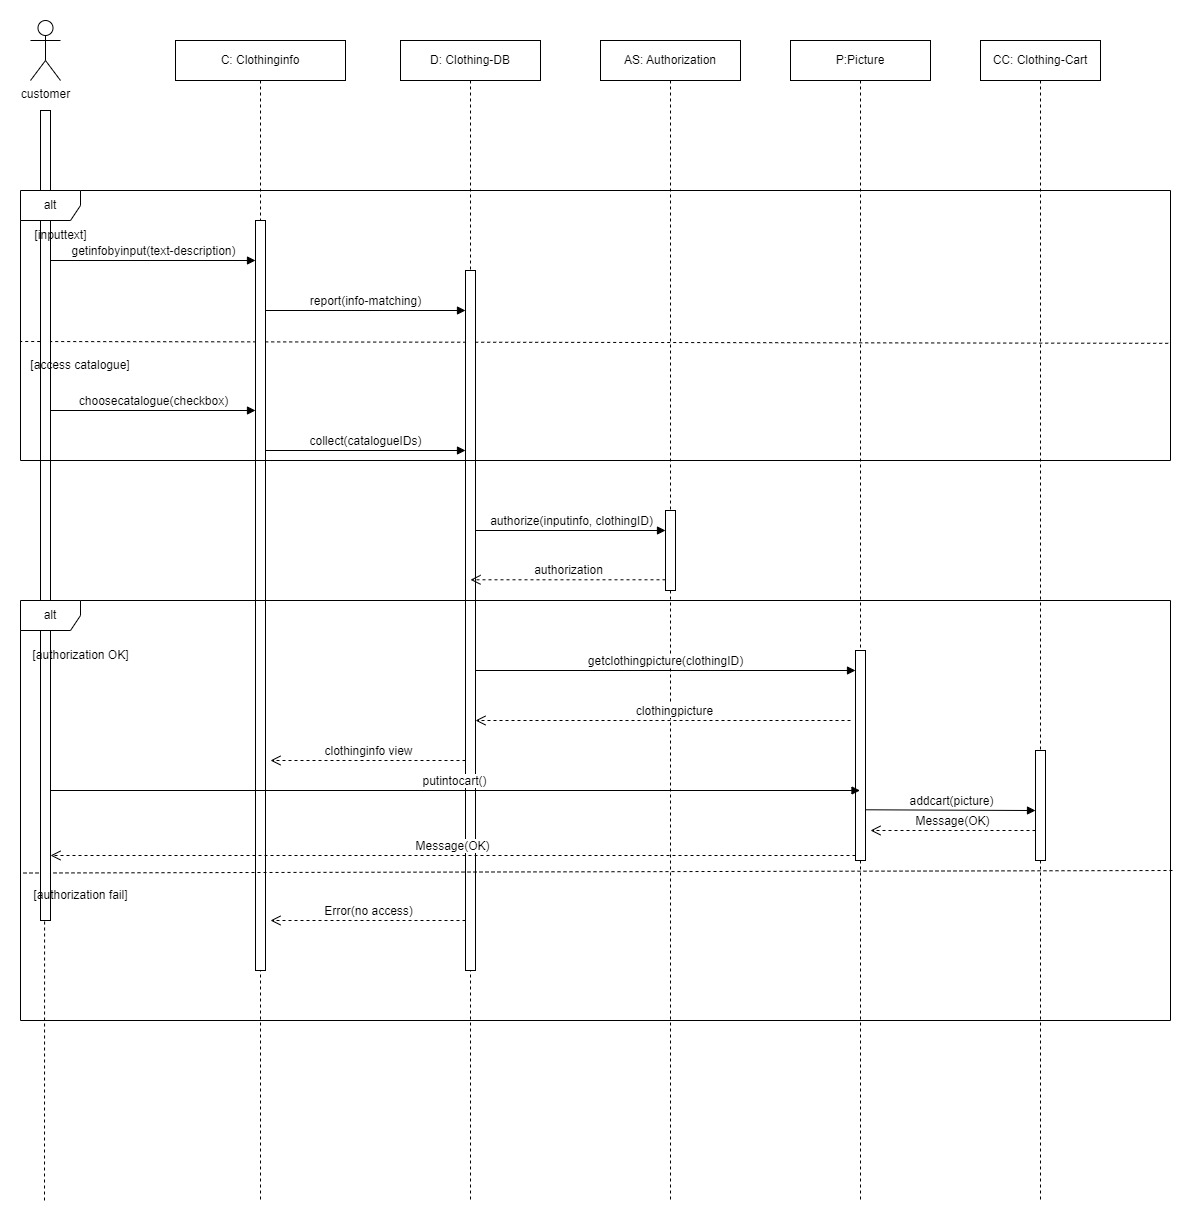 customer
C: Clothinginfo
D: Clothing-DB
AS: Authorization
P:Picture
CC: Clothing-Cart
alt
[inputtext]
getinfobyinput(text-description)
report(info-matching)
[access catalogue]
choosecatalogue(checkbox)
collect(catalogueIDs)
authorize(inputinfo, clothingID)
authorization
alt
[authorization OK]
getclothingpicture(clothingID)
clothingpicture
clothinginfo view
putintocart()
addcart(picture)
Message(OK)
Message(OK)
[authorization fail]
Error(no access)